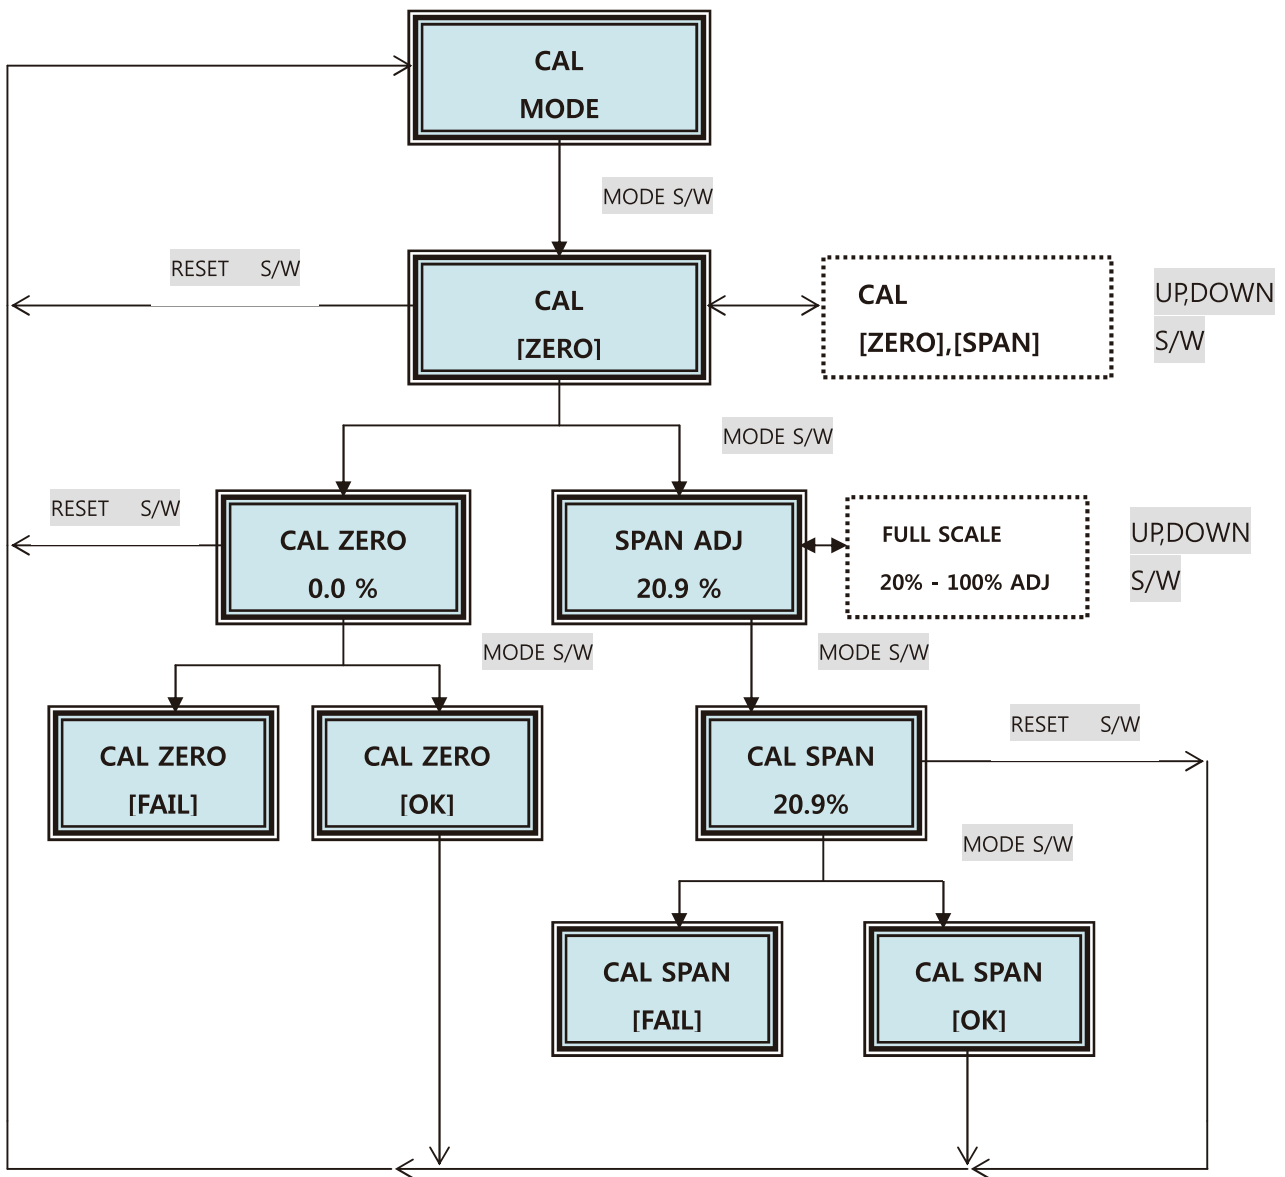 CAL
MODE
MODE S/W
RESET S/W
CAL
[ZERO]
CAL
[ZERO],[SPAN]
UP,DOWN
S/W
MODE S/W
RESET S/W
CAL ZERO
0.0 %
SPAN ADJ
20.9 %
FULL SCALE
20% - 100% ADJ
UP,DOWN
S/W
MODE S/W
MODE S/W
CAL ZERO
[FAIL]
CAL ZERO
[OK]
CAL SPAN
20.9%
RESET S/W
MODE S/W
CAL SPAN
[FAIL]
CAL SPAN
[OK]